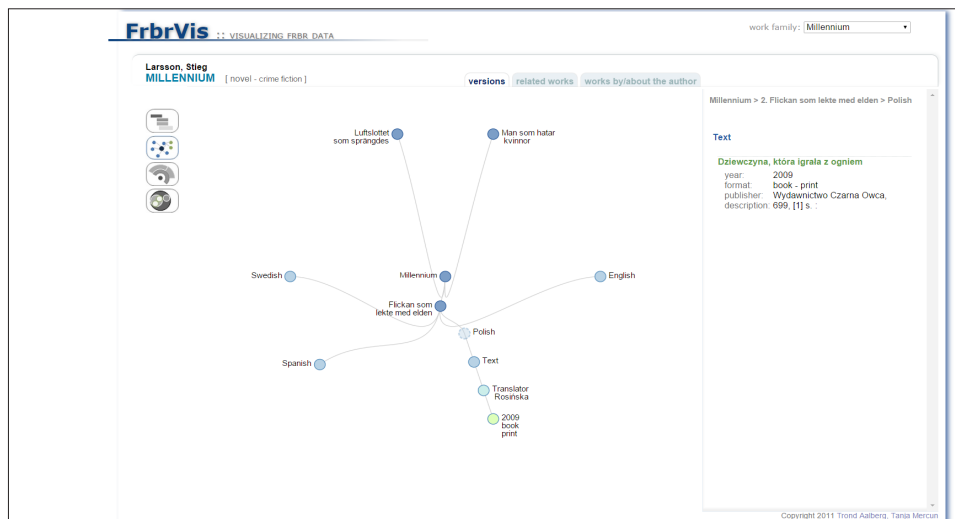 FrbrVis :: VISUALIZING FRBR DATA
work family: Millennium
Larsson, Stieg
MILLENNIUM [ novel - crime fiction ]
versions
related works
works by/about the author
Luftslottet
som sprängdes
Man som hatar
kvinnor
Swedish
Millennium
English
Flickan som
lekte med elden
Polish
Spanish
Text
Translator
Rosińska
2009
book
print
Millennium > 2. Flickan som lekte med elden > Polish
Text
Dziewczyna, która igrała z ogniem
year: 2009
format: book - print
publisher: Wydawnictwo Czarna Owca,
description: 699, [1] s. :
Copyright 2011 Trond Aalberg, Tanja Mercun